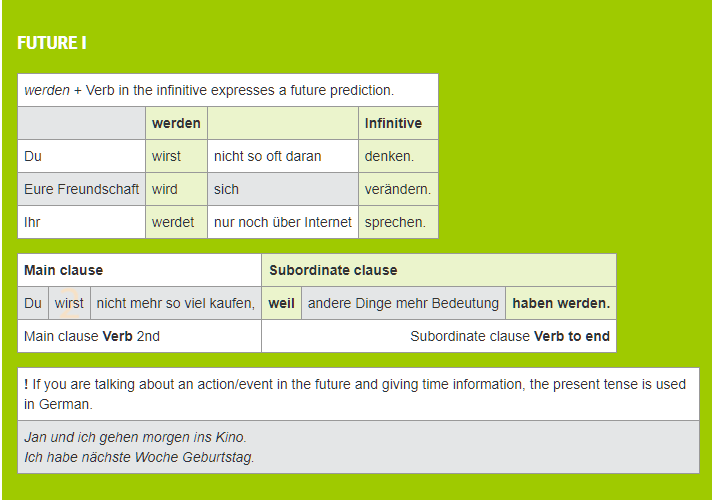 FUTURE I
werden + Verb in the infinitive expresses a future prediction.
werden Infinitive
Du wirst nicht so oft daran denken.
Eure Freundschaft wird sich verändern.
Ihr werdet nur noch über Internet sprechen.
Main clause Subordinate clause
Du wirst nicht mehr so viel kaufen, weil andere Dinge mehr Bedeutung haben werden.
Main clause Verb 2nd Subordinate clause Verb to end
! If you are talking about an action/event in the future and giving time information, the present tense is used
in German.
Jan und ich gehen morgen ins Kino.
Ich habe nächste Woche Geburtstag.